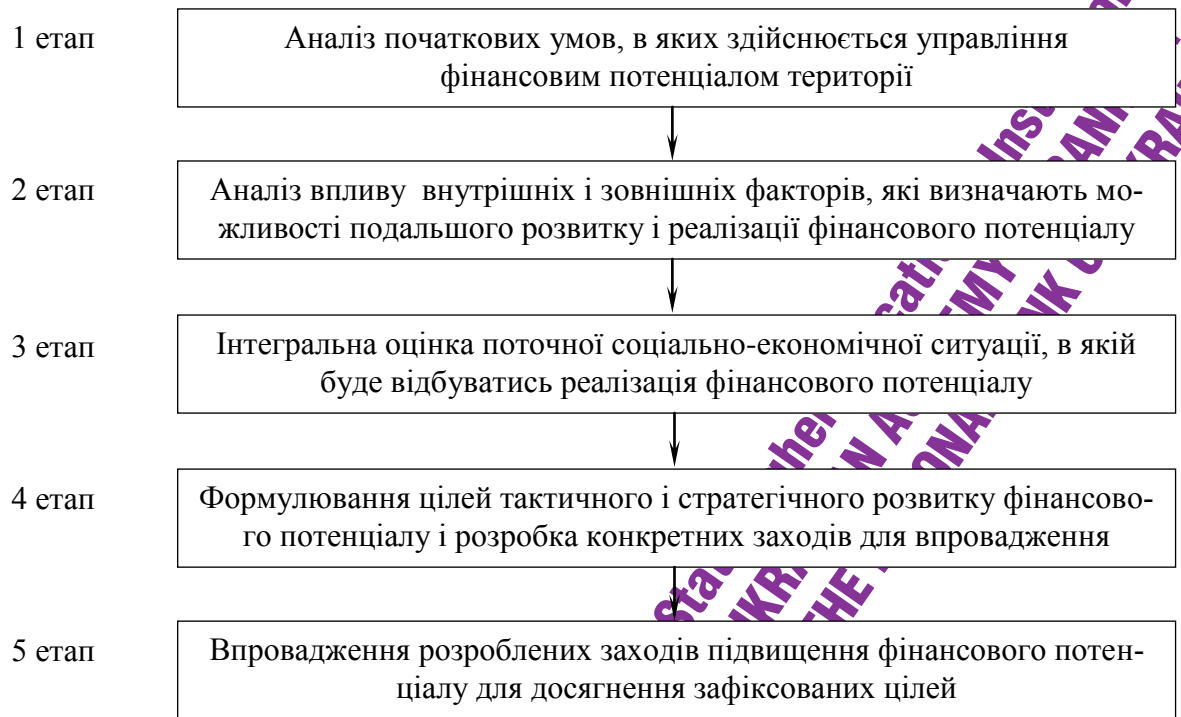 1 етап
Аналіз початкових умов, в яких здійснюється управління
фінансовим потенціалом території
2 етап
Аналіз впливу внутрішніх і зовнішніх факторів, які визначають мо-
жливості подальшого розвитку і реалізації фінансового потенціалу
3 етап
Інтегральна оцінка поточної соціально-економічної ситуації, в якій
буде відбуватись реалізація фінансового потенціалу
4 етап
Формулювання цілей тактичного і стратегічного розвитку фінансово-
го потенціалу і розробка конкретних заходів для впровадження
5 етап
Впровадження розроблених заходів підвищення фінансового потен-
ціалу для досягнення зафіксованих цілей
THE